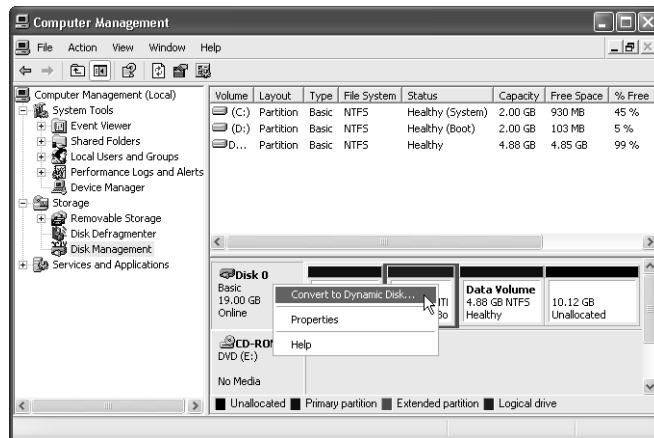 Computer Management
File Action View Window Help
Computer Management (Local)
System Tools
Event Viewer
Shared Folders
Local Users and Groups
Performance Logs and Alerts
Device Manager
Storage
Removable Storage
Disk Defragmenter
Disk Management
Services and Applications
Volume Layout Type File System Status Capacity Free Space % Free
(C:) Partition Basic NTFS Healthy (System) 2.00 GB 930 MB 45 %
(D:) Partition Basic NTFS Healthy (Boot) 2.00 GB 103 MB 5 %
D... Partition Basic NTFS Healthy 4.88 GB 4.85 GB 99 %
Disk 0
Basic
19.00 GB
Online
Convert to Dynamic Disk...
Properties
Help
Data Volume
4.88 GB NTFS
Healthy
10.12 GB
Unallocated
CD-RO
DVD (E:)
No Media
Unallocated Primary partition Extended partition Logical drive